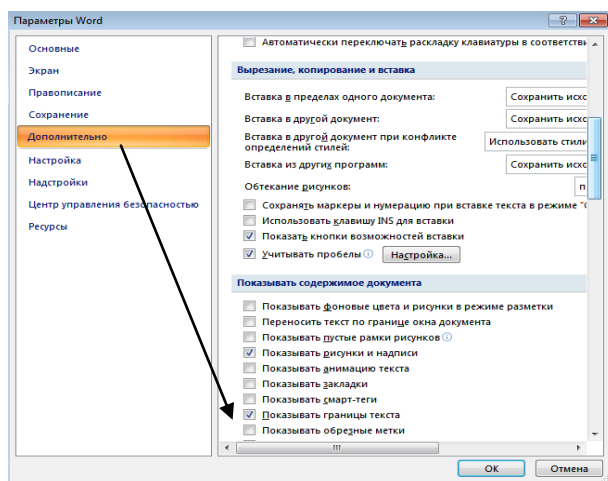 Параметры Word
Основные
Экран
Правописание
Сохранение
Дополнительно
Настройка
Надстройки
Центр управления безопасностью
Ресурсы
Автоматически переключать раскладку клавиатуры в соответстви
Вырезание, копирование и вставка
Вставка в пределах одного документа: Сохранить исхс
Вставка в другой документ: Сохранить исхс
Вставка в другой документ при конфликте
определений стилей: Использовать стили
Вставка из других программ: Сохранить исхс
Обтекание рисунков: п
Сохранять маркеры и нумерацию при вставке текста в режиме "С
Использовать клавишу INS для вставки
Показать кнопки возможностей вставки
Учитывать пробелы Настройка...
Показывать содержимое документа
Показывать фоновые цвета и рисунки в режиме разметки
Переносить текст по границе окна документа
Показывать пустые рамки рисунков
Показывать рисунки и надписи
Показывать анимацию текста
Показывать закладки
Показывать смарт-теги
Показывать границы текста
Показывать обрезные метки
ОК Отмена